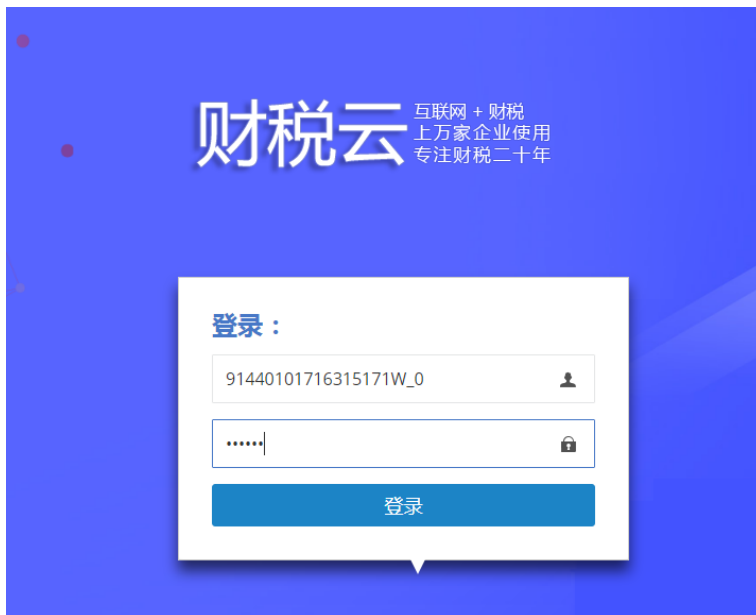 财税云
互联网 + 财税
上万家企业使用
专注财税二十年
登录：
91440101716315171W_0
••••••
登录